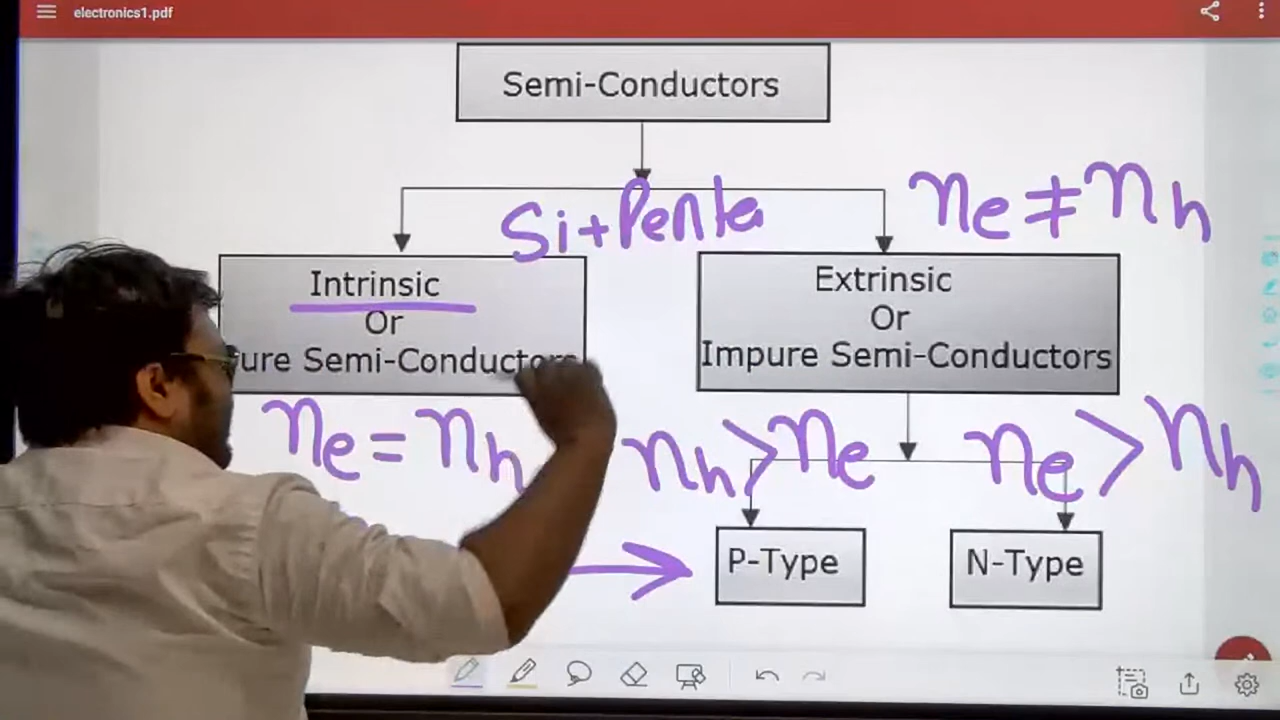 electronics1.pdf
Semi-Conductors
Si+Penta
ne ≠ nh
Intrinsic
Or
ure Semi-Conductors
Extrinsic
Or
Impure Semi-Conductors
ne = nh
nh > ne
ne > nh
P-Type
N-Type